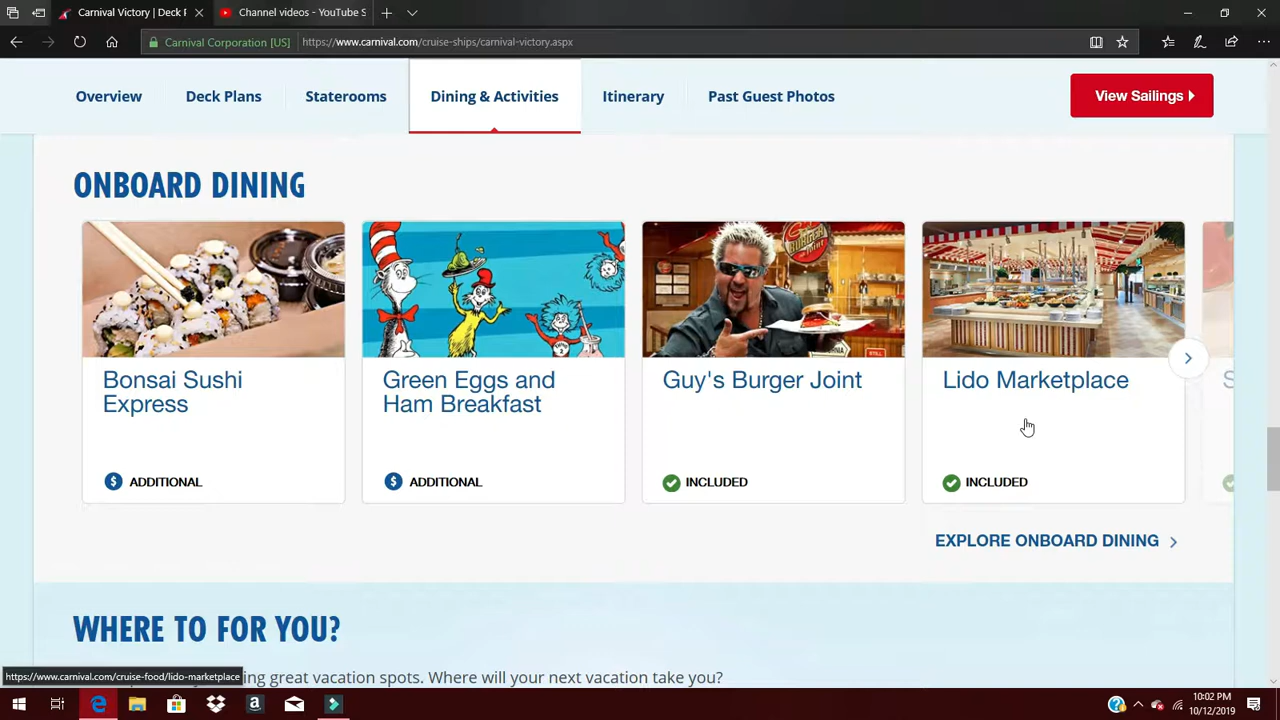 Carnival Victory | Deck P
Channel videos - YouTube S
Carnival Corporation [US]
https://www.carnival.com/cruise-ships/carnival-victory.aspx
Overview
Deck Plans
Staterooms
Dining & Activities
Itinerary
Past Guest Photos
View Sailings
ONBOARD DINING
BURGER
JOINT
Bonsai Sushi
Express
$ ADDITIONAL
Green Eggs and
Ham Breakfast
$ ADDITIONAL
Guy's Burger Joint
INCLUDED
Lido Marketplace
INCLUDED
S
EXPLORE ONBOARD DINING
WHERE TO FOR YOU?
ing great vacation spots. Where will your next vacation take you?
https://www.carnival.com/cruise-food/lido-marketplace
10:02 PM
10/12/2019